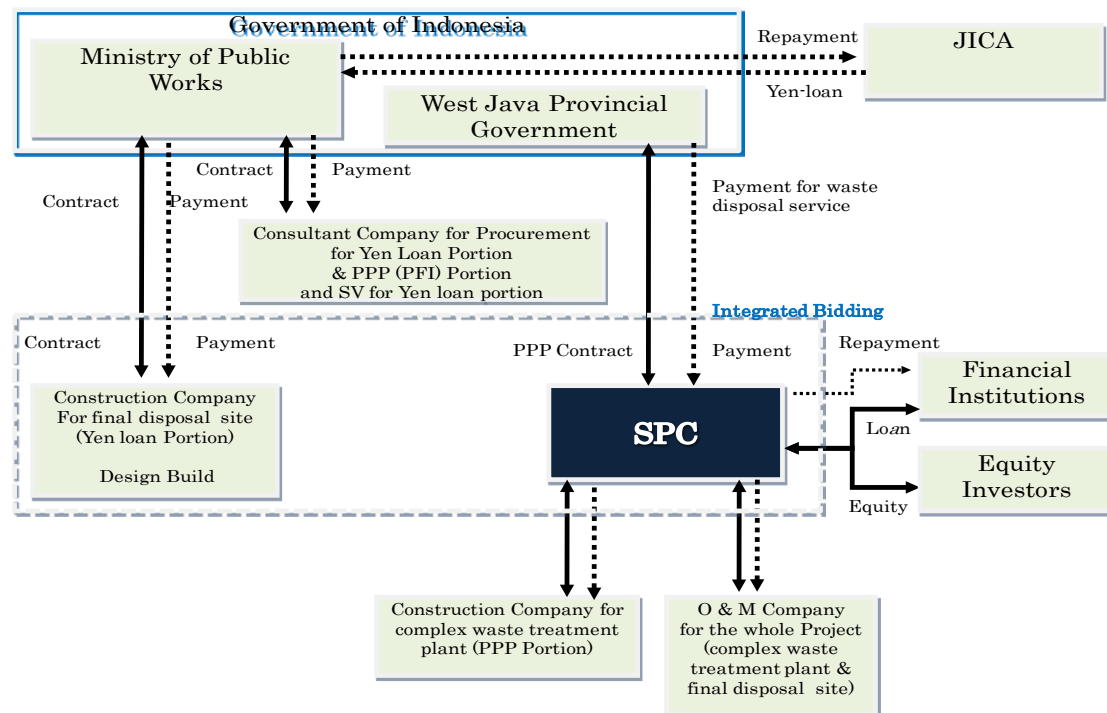 Government of Indonesia
Ministry of Public
Works
Repayment
JICA
Yen-loan
West Java Provincial
Government
Contract
Payment
Contract
Payment
Payment for waste
disposal service
Consultant Company for Procurement
for Yen Loan Portion
& PPP (PFI) Portion
and SV for Yen loan portion
Integrated Bidding
Contract
Payment
PPP Contract
Payment
Repayment
Financial
Institutions
Construction Company
For final disposal site
(Yen loan Portion)
Design Build
SPC
Loan
Equity
Investors
Equity
Construction Company for
complex waste treatment
plant (PPP Portion)
O & M Company
for the whole Project
(complex waste
treatment plant &
final disposal site)